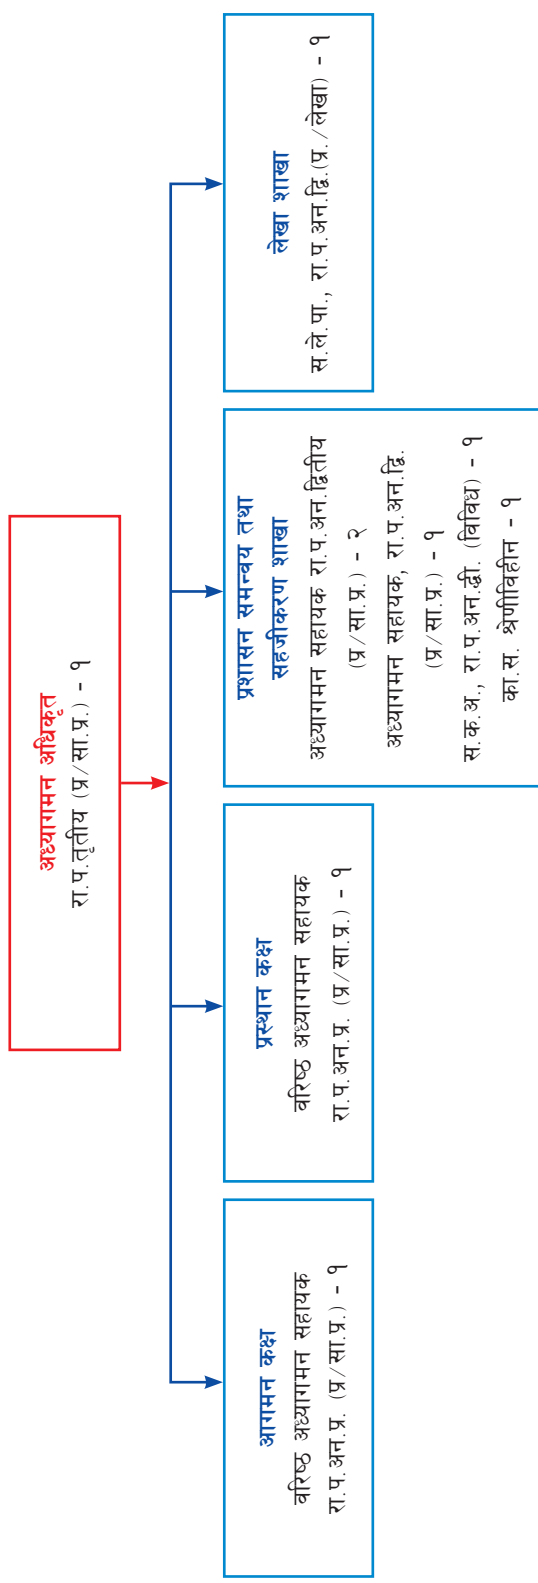 अध्यागमन अधिकृत
रा.प.तृतीय (प्र/सा.प्र.) - १
आगमन कक्ष
वरिष्ठ अध्यागमन सहायक
रा.प.अन.प्र. (प्र/सा.प्र.) - १
प्रस्थान कक्ष
वरिष्ठ अध्यागमन सहायक
रा.प.अन.प्र. (प्र/सा.प्र.) - १
प्रशासन समन्वय तथा
सहजीकरण शाखा
अध्यागमन सहायक रा.प.अन.द्वितीय
(प्र/सा.प्र.) - २
अध्यागमन सहायक, रा.प.अन.द्वि.
(प्र/सा.प्र.) - १
स.क.अ., रा.प.अन.द्वी. (विविध) - १
का.स. श्रेणीविहीन - १
लेखा शाखा
स.ले.पा., रा.प.अन.द्वि.(प्र./लेखा) - १